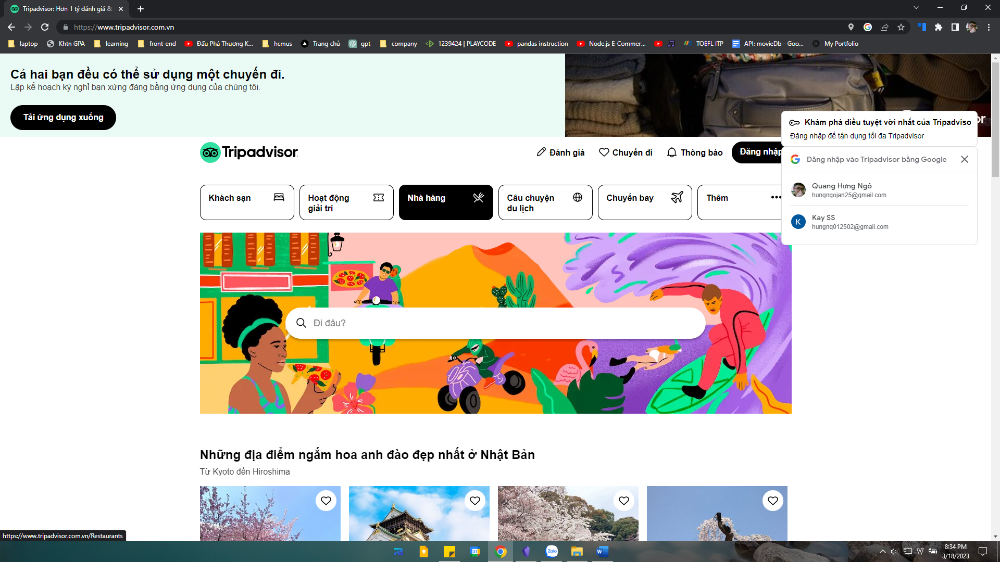 Tripadvisor: Hơn 1 tỷ đánh giá &
https://www.tripadvisor.com.vn
laptop
Khtn GPA
learning
front-end
Đấu Phá Thương K...
hcmus
Trang chủ
gpt
company
1239424 | PLAYCODE
pandas instruction
Node.js E-Commer...
TOEFL ITP
API: movieDb - Goo...
My Portfolio
Cả hai bạn đều có thể sử dụng một chuyến đi.
Lập kế hoạch kỳ nghỉ bạn xứng đáng bằng ứng dụng của chúng tôi.
Tải ứng dụng xuống
Khám phá điều tuyệt vời nhất của Tripadviso
Đăng nhập để tận dụng tối đa Tripadvisor
Tripadvisor
Đánh giá
Chuyến đi
Thông báo
Đăng nhập
Đăng nhập vào Tripadvisor bằng Google
Quang Hưng Ngô
hungngojan25@gmail.com
Kay SS
K
hungnq012502@gmail.com
Khách sạn
Hoạt động
giải trí
Nhà hàng
Câu chuyện
du lịch
Chuyến bay
Thêm
Đi đâu?
Những địa điểm ngắm hoa anh đào đẹp nhất ở Nhật Bản
Từ Kyoto đến Hiroshima
https://www.tripadvisor.com.vn/Restaurants
31
Zalo
W
V
8:34 PM
3/18/2023